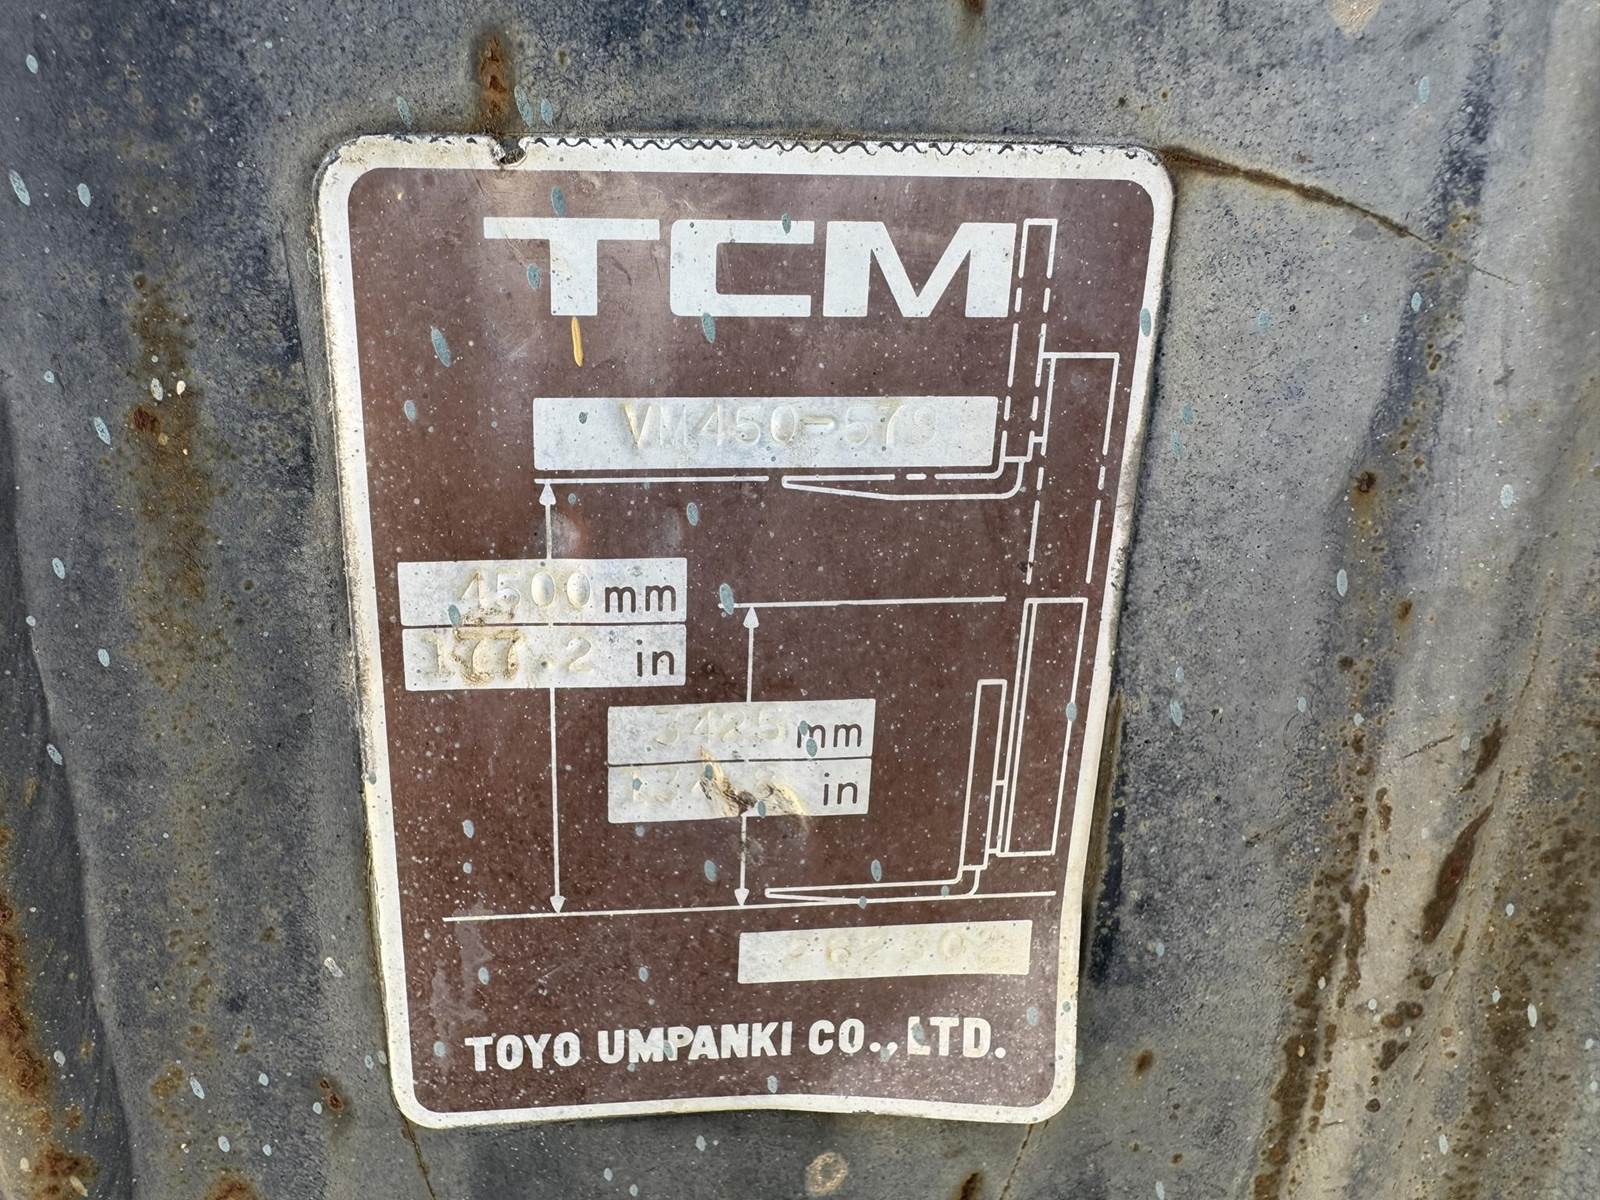 TCM
VM450-579
4500 mm
177.2 in
3425 mm
in
TOYO UMPANKI CO., LTD.